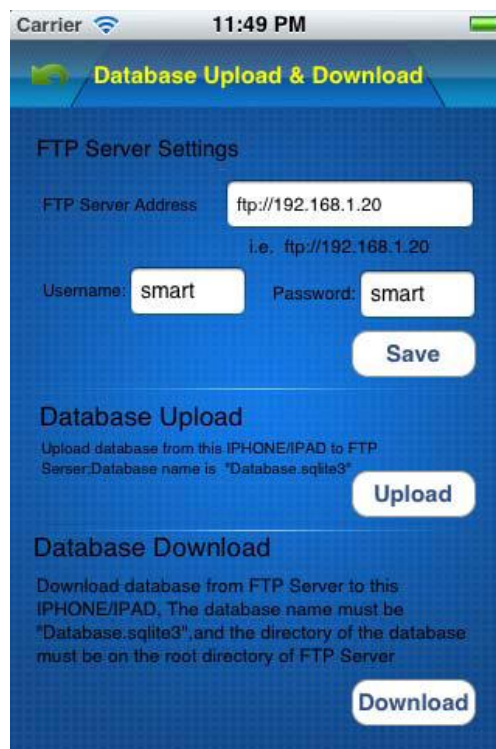 Carrier 11:49 PM
Database Upload & Download
FTP Server Settings
FTP Server Address ftp://192.168.1.20
i.e. ftp://192.168.1.20
Username: smart Password: smart
Save
Database Upload
Upload database from this IPHONE/IPAD to FTP
Serser;Database name is "Database.sqlite3"
Upload
Database Download
Download database from FTP Server to this
IPHONE/IPAD, The database name must be
"Database.sqlite3",and the directory of the database
must be on the root directory of FTP Server
Download